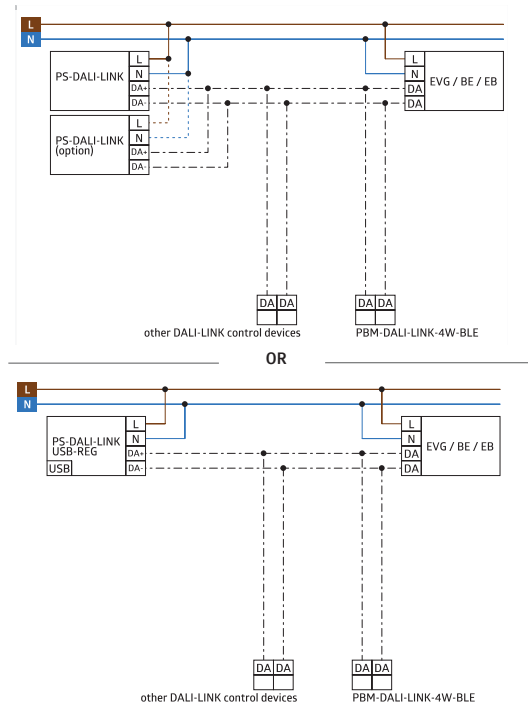 L
N
PS-DALI-LINK
L
N
DA+
DA-
L
N
DA
DA
EVG / BE / EB
PS-DALI-LINK
(option)
L
N
DA+
DA-
DA DA
DA DA
other DALI-LINK control devices
PBM-DALI-LINK-4W-BLE
OR
L
N
PS-DALI-LINK
USB-REG
USB
L
N
DA+
DA-
L
N
DA
DA
EVG / BE / EB
DA DA
DA DA
other DALI-LINK control devices
PBM-DALI-LINK-4W-BLE